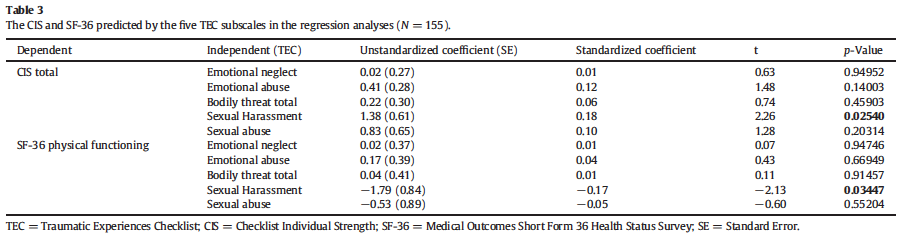 Table 3
The CIS and SF-36 predicted by the five TEC subscales in the regression analyses (N = 155).
Dependent Independent (TEC) Unstandardized coefficient (SE) Standardized coefficient t p-Value
CIS total Emotional neglect 0.02 (0.27) 0.01 0.63 0.94952
Emotional abuse 0.41 (0.28) 0.12 1.48 0.14003
Bodily threat total 0.22 (0.30) 0.06 0.74 0.45903
Sexual Harassment 1.38 (0.61) 0.18 2.26 0.02540
Sexual abuse 0.83 (0.65) 0.10 1.28 0.20314
SF-36 physical functioning Emotional neglect 0.02 (0.37) 0.01 0.07 0.94746
Emotional abuse 0.17 (0.39) 0.04 0.43 0.66949
Bodily threat total 0.04 (0.41) 0.01 0.11 0.91457
Sexual Harassment −1.79 (0.84) −0.17 −2.13 0.03447
Sexual abuse −0.53 (0.89) −0.05 −0.60 0.55204
TEC = Traumatic Experiences Checklist; CIS = Checklist Individual Strength; SF-36 = Medical Outcomes Short Form 36 Health Status Survey; SE = Standard Error.